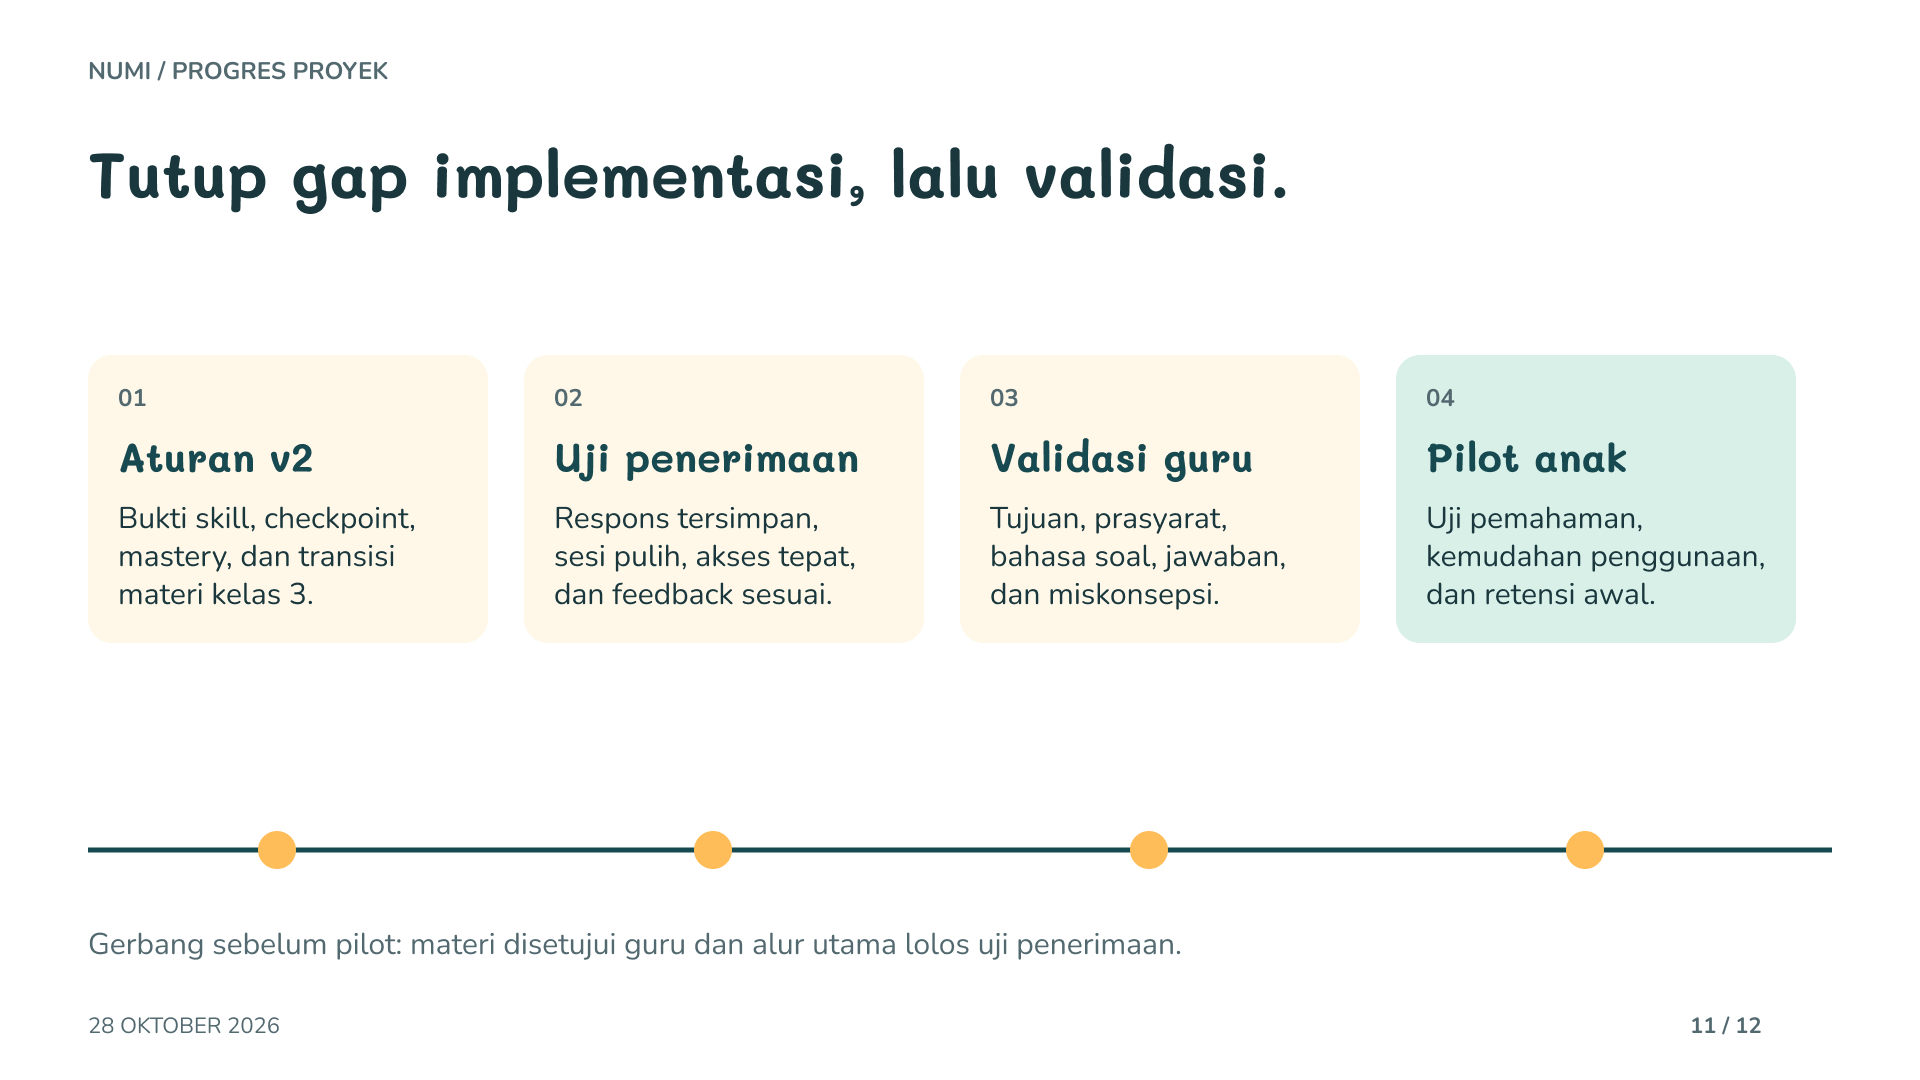 NUMI / PROGRES PROYEK
Tutup gap implementasi, lalu validasi.
01
Aturan v2
Bukti skill, checkpoint,
mastery, dan transisi
materi kelas 3.
02
Uji penerimaan
Respons tersimpan,
sesi pulih, akses tepat,
dan feedback sesuai.
03
Validasi guru
Tujuan, prasyarat,
bahasa soal, jawaban,
dan miskonsepsi.
04
Pilot anak
Uji pemahaman,
kemudahan penggunaan,
dan retensi awal.
Gerbang sebelum pilot: materi disetujui guru dan alur utama lolos uji penerimaan.
28 OKTOBER 2026
11 / 12